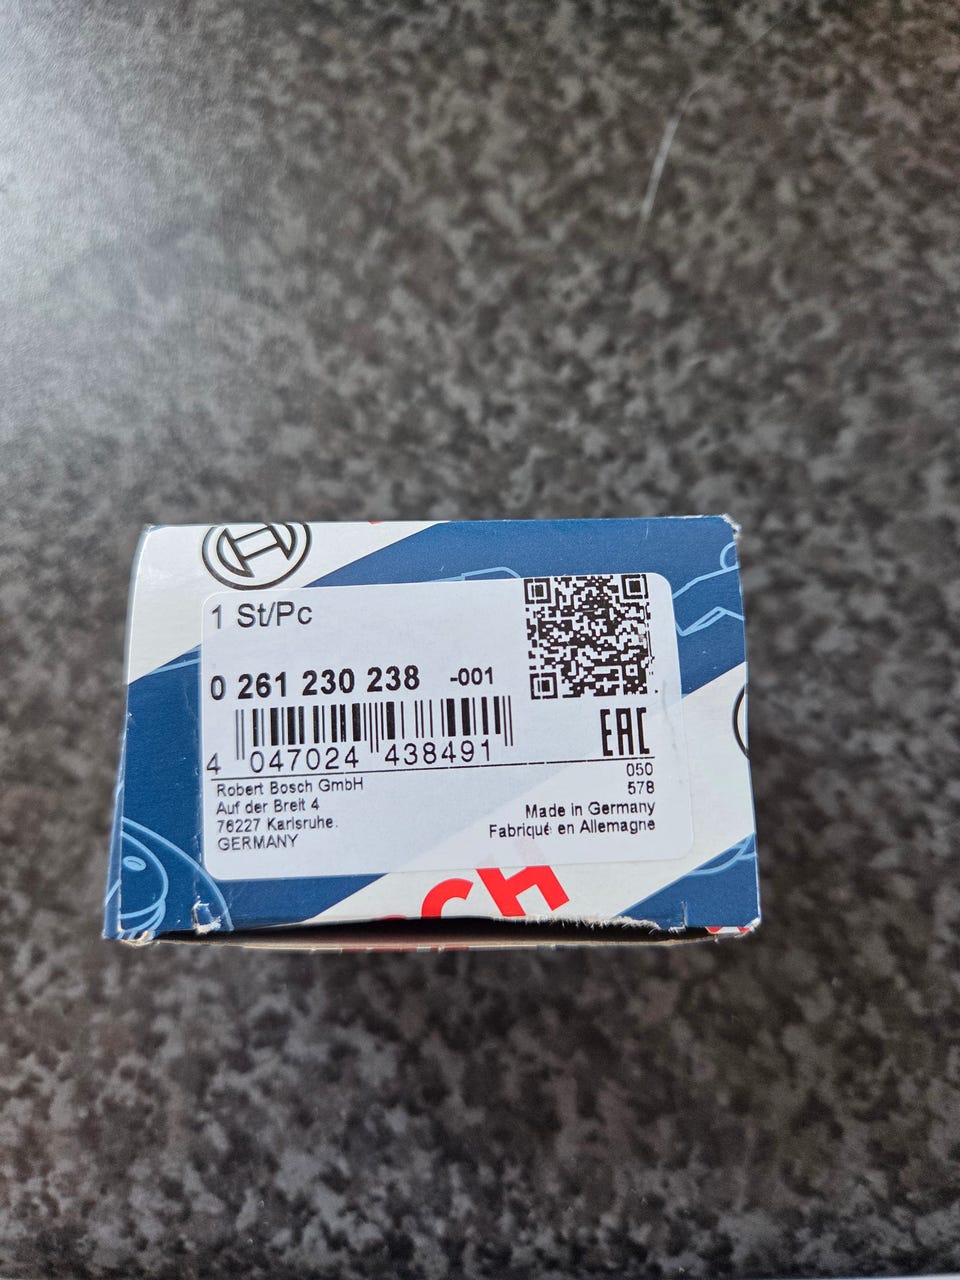 1 St/Pc
0 261 230 238 -001
4 047024 438491
EAC
Robert Bosch GmbH
Auf der Breit 4
76227 Karlsruhe.
GERMANY
050
578
Made in Germany
Fabriqué en Allemagne
CH